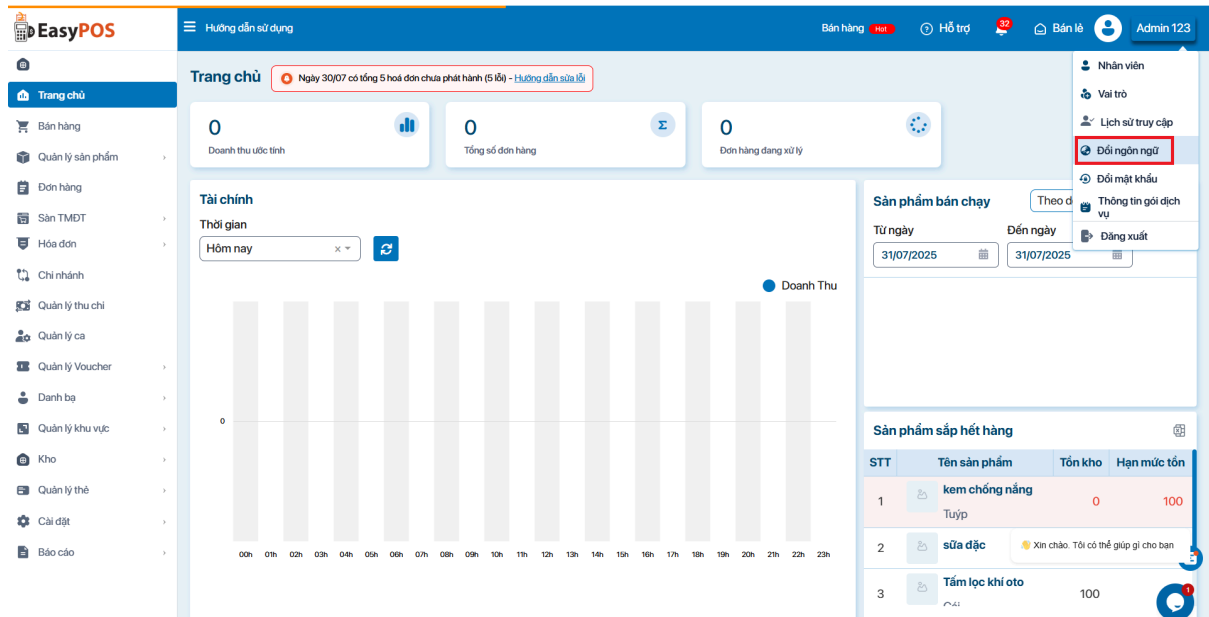 EasyPOS
Hướng dẫn sử dụng
Bán hàng Hot
Hỗ trợ
32
Bán lẻ
Admin 123
Trang chủ
Bán hàng
Quản lý sản phẩm
Đơn hàng
Sàn TMĐT
Hóa đơn
Chi nhánh
Quản lý thu chi
Quản lý ca
Quản lý Voucher
Danh bạ
Quản lý khu vực
Kho
Quản lý thẻ
Cài đặt
Báo cáo
Trang chủ
Ngày 30/07 có tổng 5 hoá đơn chưa phát hành (5 lỗi) - Hướng dẫn sửa lỗi
0
Doanh thu ước tính
0
Σ
Tổng số đơn hàng
0
Đơn hàng đang xử lý
Nhân viên
Vai trò
Lịch sử truy cập
Đổi ngôn ngữ
Đổi mật khẩu
Thông tin gói dịch
vụ
Đăng xuất
Tài chính
Thời gian
Hôm nay
Doanh Thu
0
00h 01h 02h 03h 04h 05h 06h 07h 08h 09h 10h 11h 12h 13h 14h 15h 16h 17h 18h 19h 20h 21h 22h 23h
Sản phẩm bán chạy
Theo
Từ ngày
Đến ngày
31/07/2025
31/07/2025
Sản phẩm sắp hết hàng
STT Tên sản phẩm Tồn kho Hạn mức tồn
1 kem chống nắng 0 100
Tuýp
2 sữa đặc
Xin chào. Tôi có thể giúp gì cho bạn
3 Tấm lọc khí oto 100
1